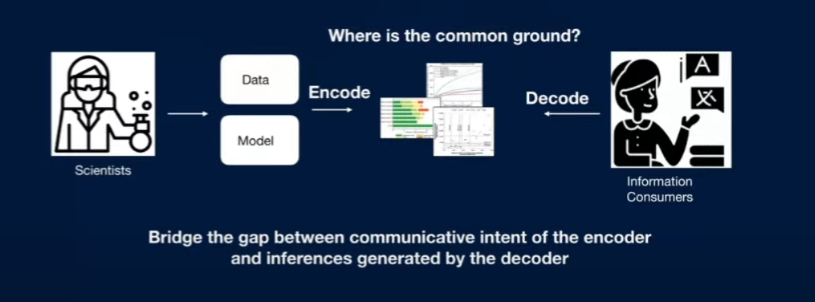 Where is the common ground?
Data
Model
Encode
Decode
A
Scientists
Information
Consumers
Bridge the gap between communicative intent of the encoder
and inferences generated by the decoder